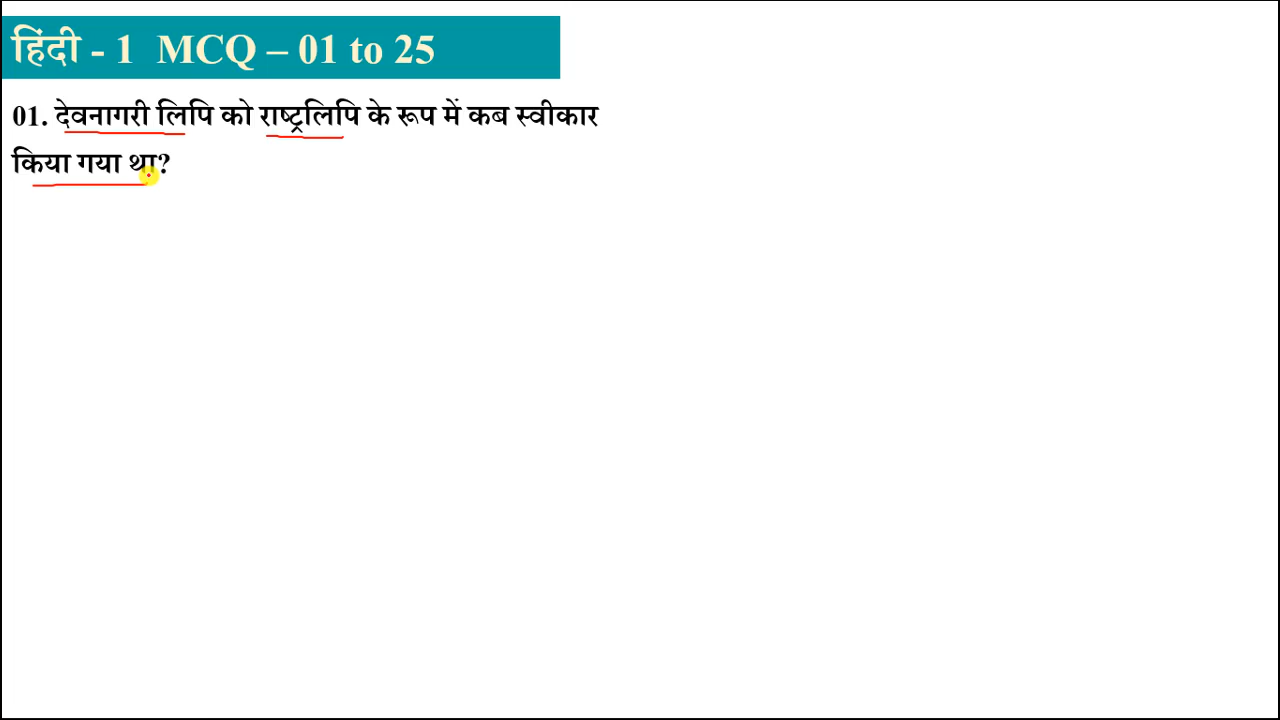 हिंदी - 1 MCQ – 01 to 25
01. देवनागरी लिपि को राष्ट्रलिपि के रूप में कब स्वीकार
किया गया था?